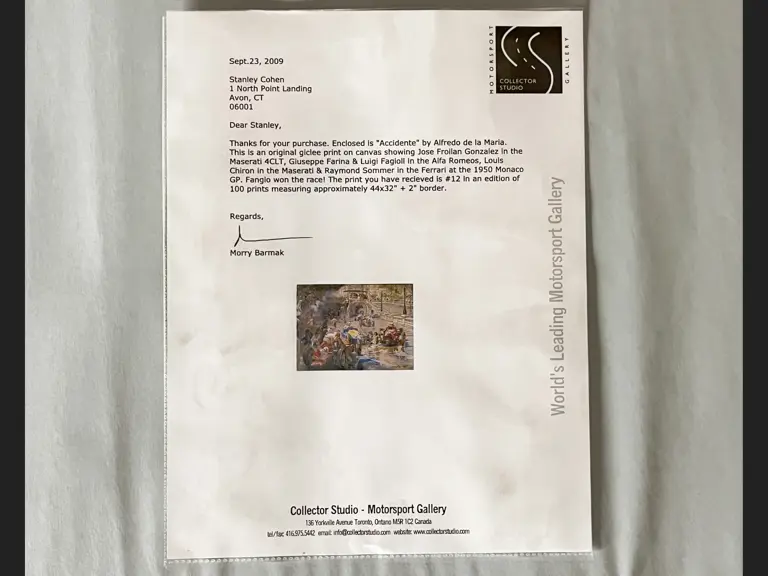 MOTORSPORT
GALLERY
COLLECTOR
STUDIO
Sept.23, 2009
Stanley Cohen
1 North Point Landing
Avon, CT
06001
Dear Stanley,
Thanks for your purchase. Enclosed is "Accidente" by Alfredo de la Maria.
This is an original giclee print on canvas showing Jose Froilan Gonzalez in the
Maserati 4CLT, Giuseppe Farina & Luigi Fagioli in the Alfa Romeos, Louis
Chiron in the Maserati & Raymond Sommer in the Ferrari at the 1950 Monaco
GP. Fangio won the race! The print you have recieved is #12 in an edition of
100 prints measuring approximately 44x32" + 2" border.
Regards,
Morry Barmak
World's Leading Motorsport Gallery
Collector Studio - Motorsport Gallery
136 Yorkville Avenue Toronto, Ontario M5R 1C2 Canada
tel/fax: 416.975.5442 email: info@collectorstudio.com website: www.collectorstudio.com